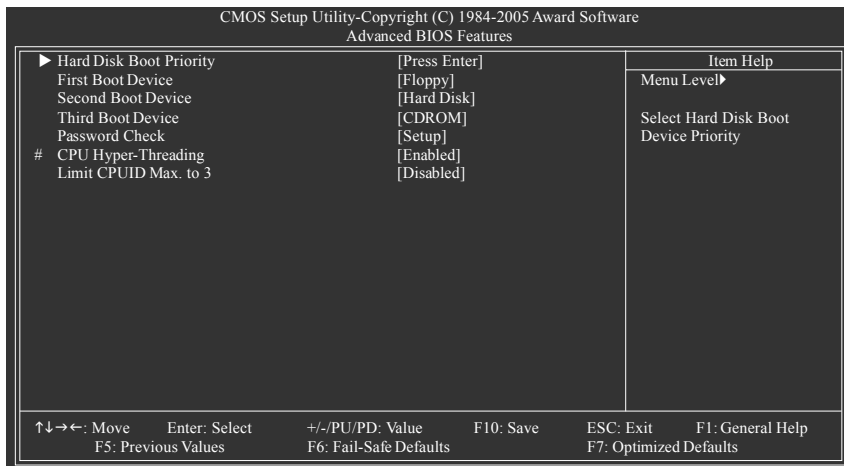 CMOS Setup Utility-Copyright (C) 1984-2005 Award Software
Advanced BIOS Features
▶ Hard Disk Boot Priority [Press Enter]
First Boot Device [Floppy]
Second Boot Device [Hard Disk]
Third Boot Device [CDROM]
Password Check [Setup]
# CPU Hyper-Threading [Enabled]
Limit CPUID Max. to 3 [Disabled]
Item Help
Menu Level▶
Select Hard Disk Boot
Device Priority
↑↓→←: Move Enter: Select +/-/PU/PD: Value F10: Save ESC: Exit F1: General Help
F5: Previous Values F6: Fail-Safe Defaults F7: Optimized Defaults